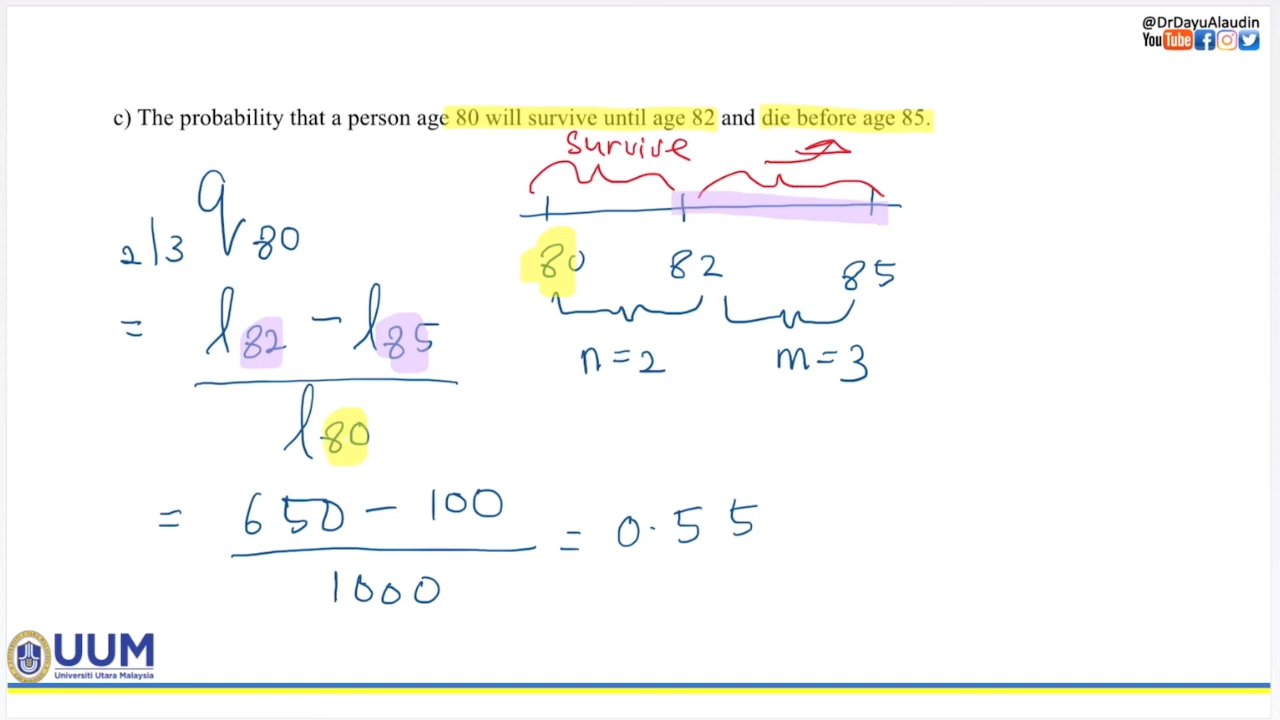 @DrDayuAlaudin
YouTube
c) The probability that a person age 80 will survive until age 82 and die before age 85.
survive
2|3 q 80
80 82 85
= l82 - l85
l80
n=2 m=3
= 650 - 100 = 0.55
1000
UUM
Universiti Utara Malaysia